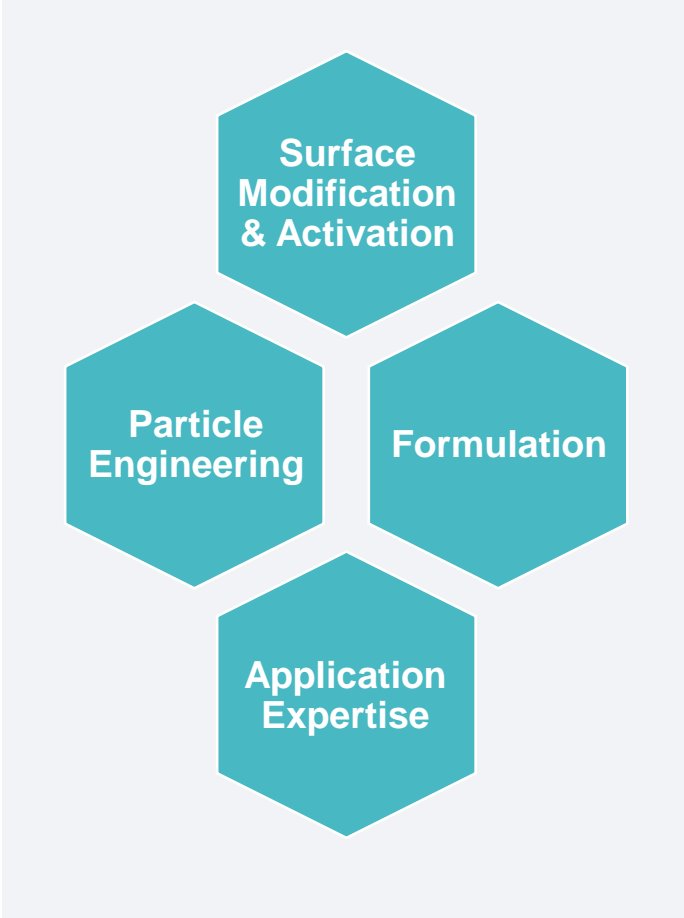 Surface
Modification
& Activation
Particle
Engineering
Formulation
Application
Expertise